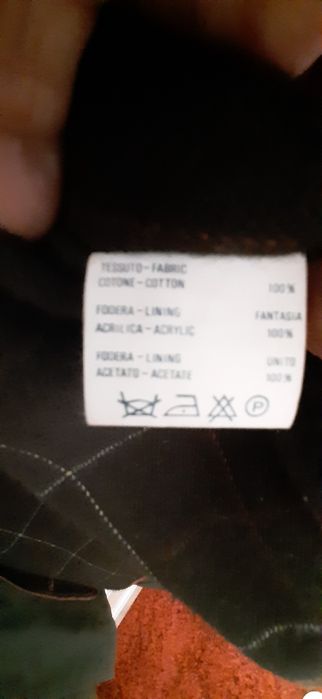 TESSUTO-FABRIC
COTONE-COTTON 100%
FODERA-LINING FANTASIA
ACRILICA-ACRYLIC 100%
FODERA-LINING UNITO
ACETATO-ACETATE 100%
P